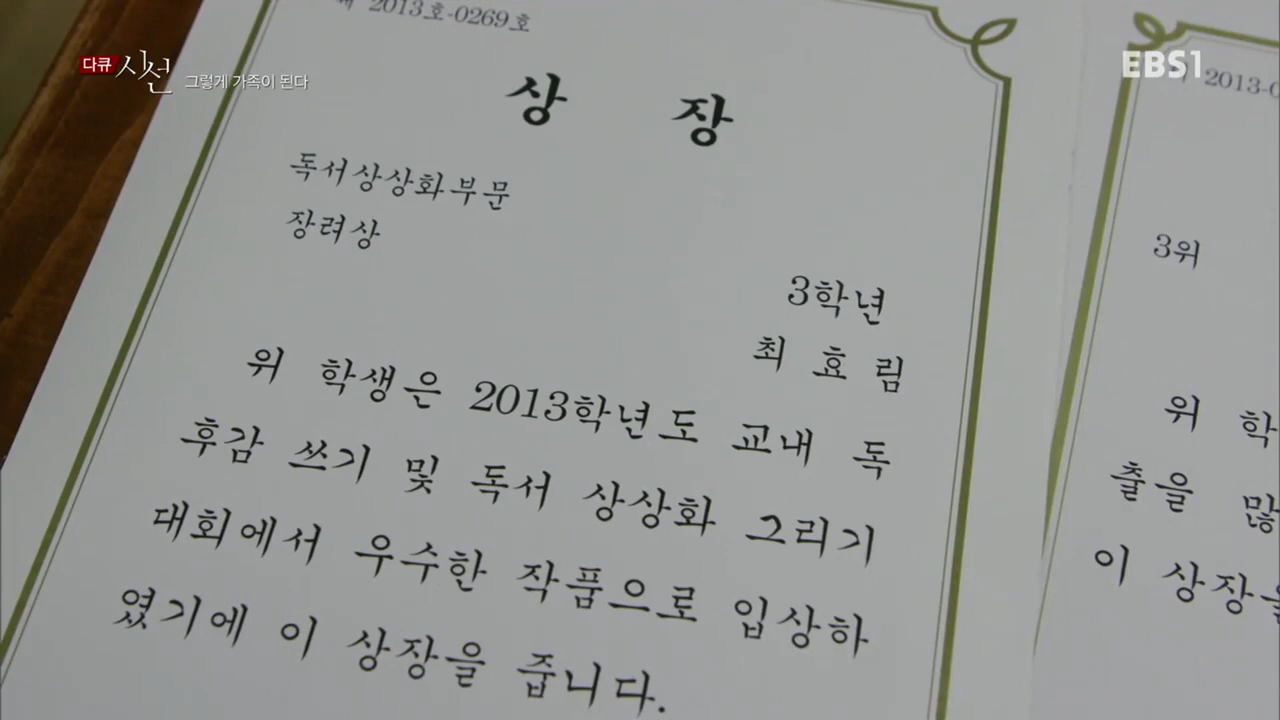 다큐 시선 그렇게 가족이 된다
EBS1
2013호-0269호
상 장
독서상상화부문
장려상
3학년
최 효 림
위 학생은 2013학년도 교내 독
후감 쓰기 및 독서 상상화 그리기
대회에서 우수한 작품으로 입상하
였기에 이 상장을 줍니다.
2013-0
3위
위 학
출을 많
이 상장을